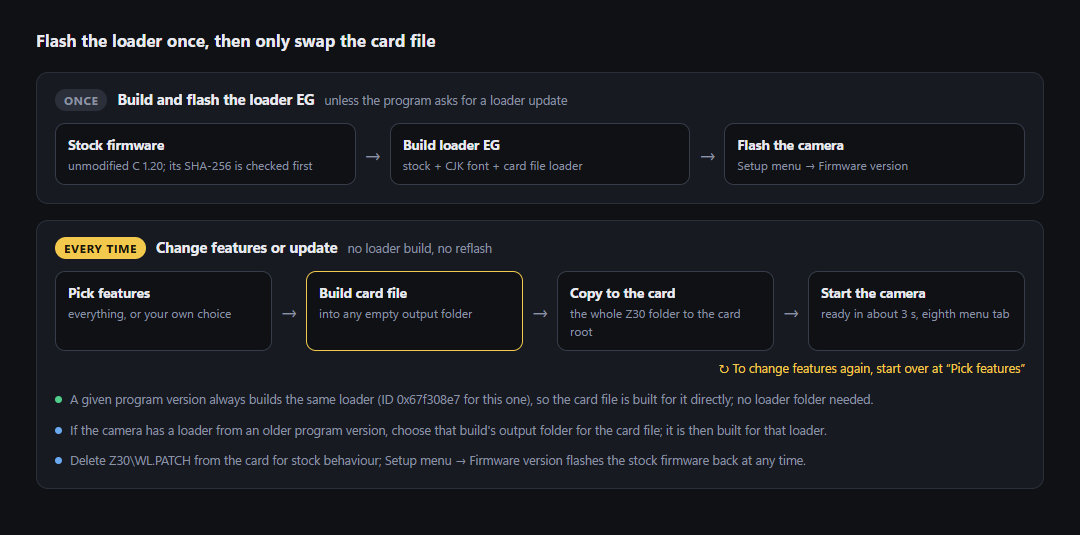 Flash the loader once, then only swap the card file
ONCE Build and flash the loader EG unless the program asks for a loader update
Stock firmware
unmodified C 1.20; its SHA-256 is checked first
→
Build loader EG
stock + CJK font + card file loader
→
Flash the camera
Setup menu → Firmware version
EVERY TIME Change features or update no loader build, no reflash
Pick features
everything, or your own choice
→
Build card file
into any empty output folder
→
Copy to the card
the whole Z30 folder to the card
root
→
Start the camera
ready in about 3 s, eighth menu tab
↻ To change features again, start over at “Pick features”
A given program version always builds the same loader (ID 0x67f308e7 for this one), so the card file is built for it directly; no loader folder needed.
If the camera has a loader from an older program version, choose that build's output folder for the card file; it is then built for that loader.
Delete Z30\WL.PATCH from the card for stock behaviour; Setup menu → Firmware version flashes the stock firmware back at any time.